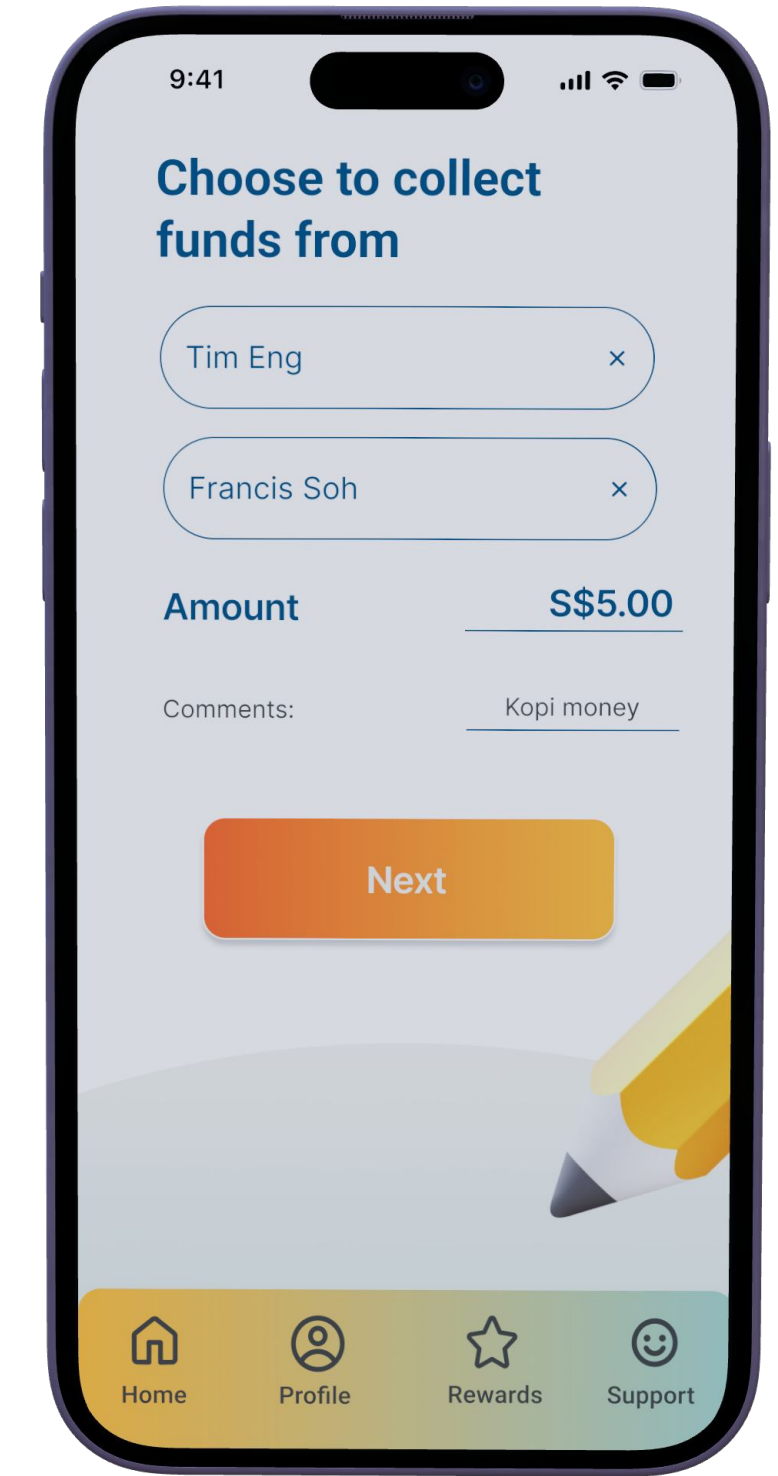 9:41
Choose to collect
funds from
Tim Eng ×
Francis Soh ×
Amount S$5.00
Comments: Kopi money
Next
Home Profile Rewards Support